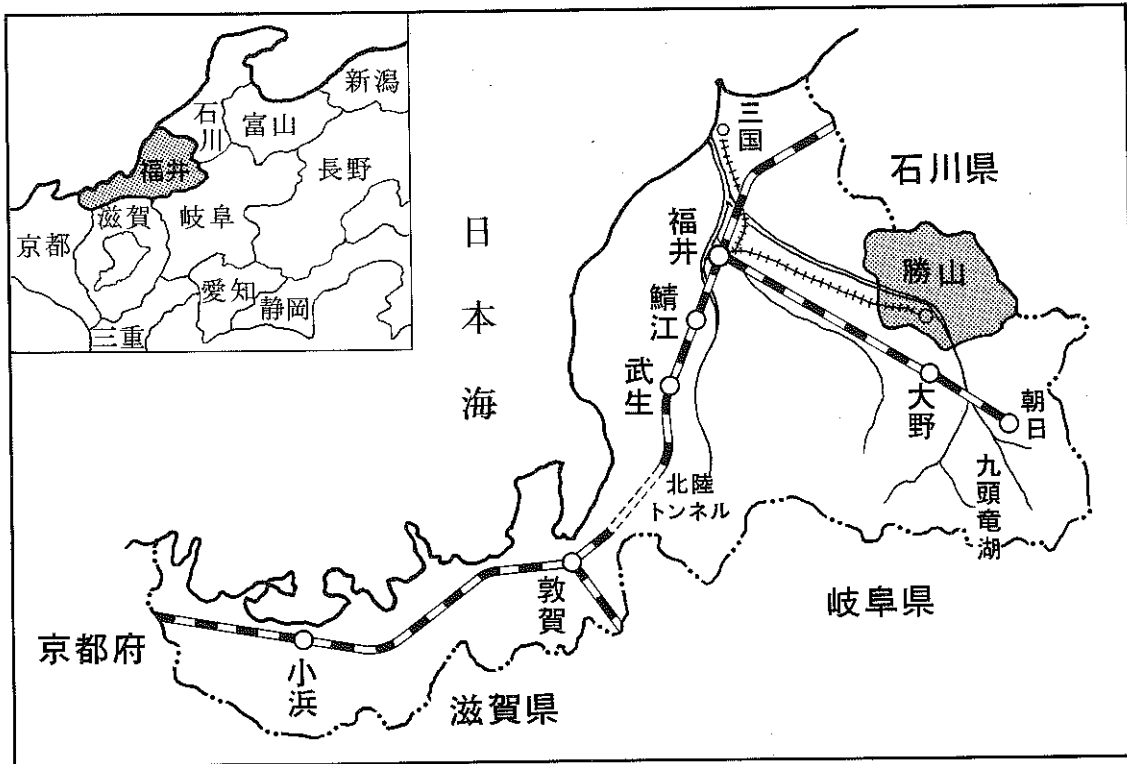 新潟
石川
富山
福井
長野
滋賀
岐阜
京都
愛知
静岡
三重
日本海
三国
石川県
福井
勝山
鯖江
武生
大野
朝日
九頭竜湖
北陸
トンネル
敦賀
岐阜県
京都府
小浜
滋賀県